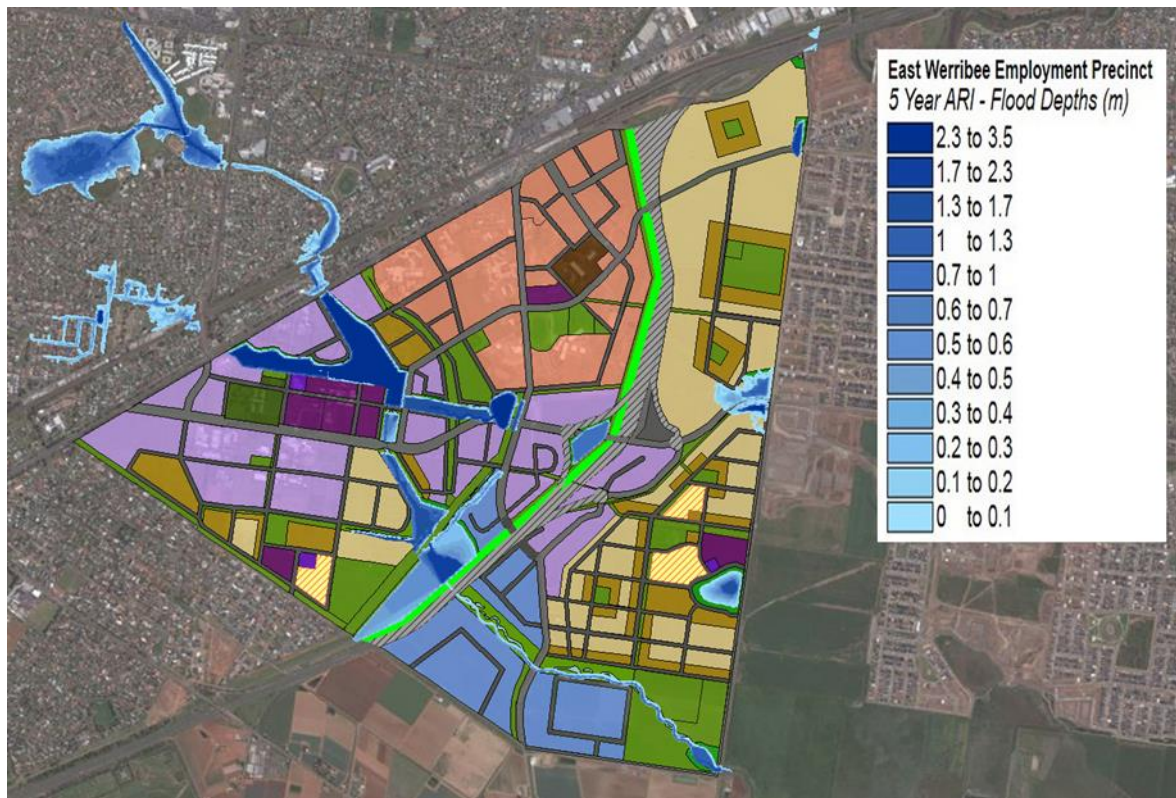 East Werribee Employment Precinct
5 Year ARI - Flood Depths (m)
2.3 to 3.5
1.7 to 2.3
1.3 to 1.7
1 to 1.3
0.7 to 1
0.6 to 0.7
0.5 to 0.6
0.4 to 0.5
0.3 to 0.4
0.2 to 0.3
0.1 to 0.2
0 to 0.1